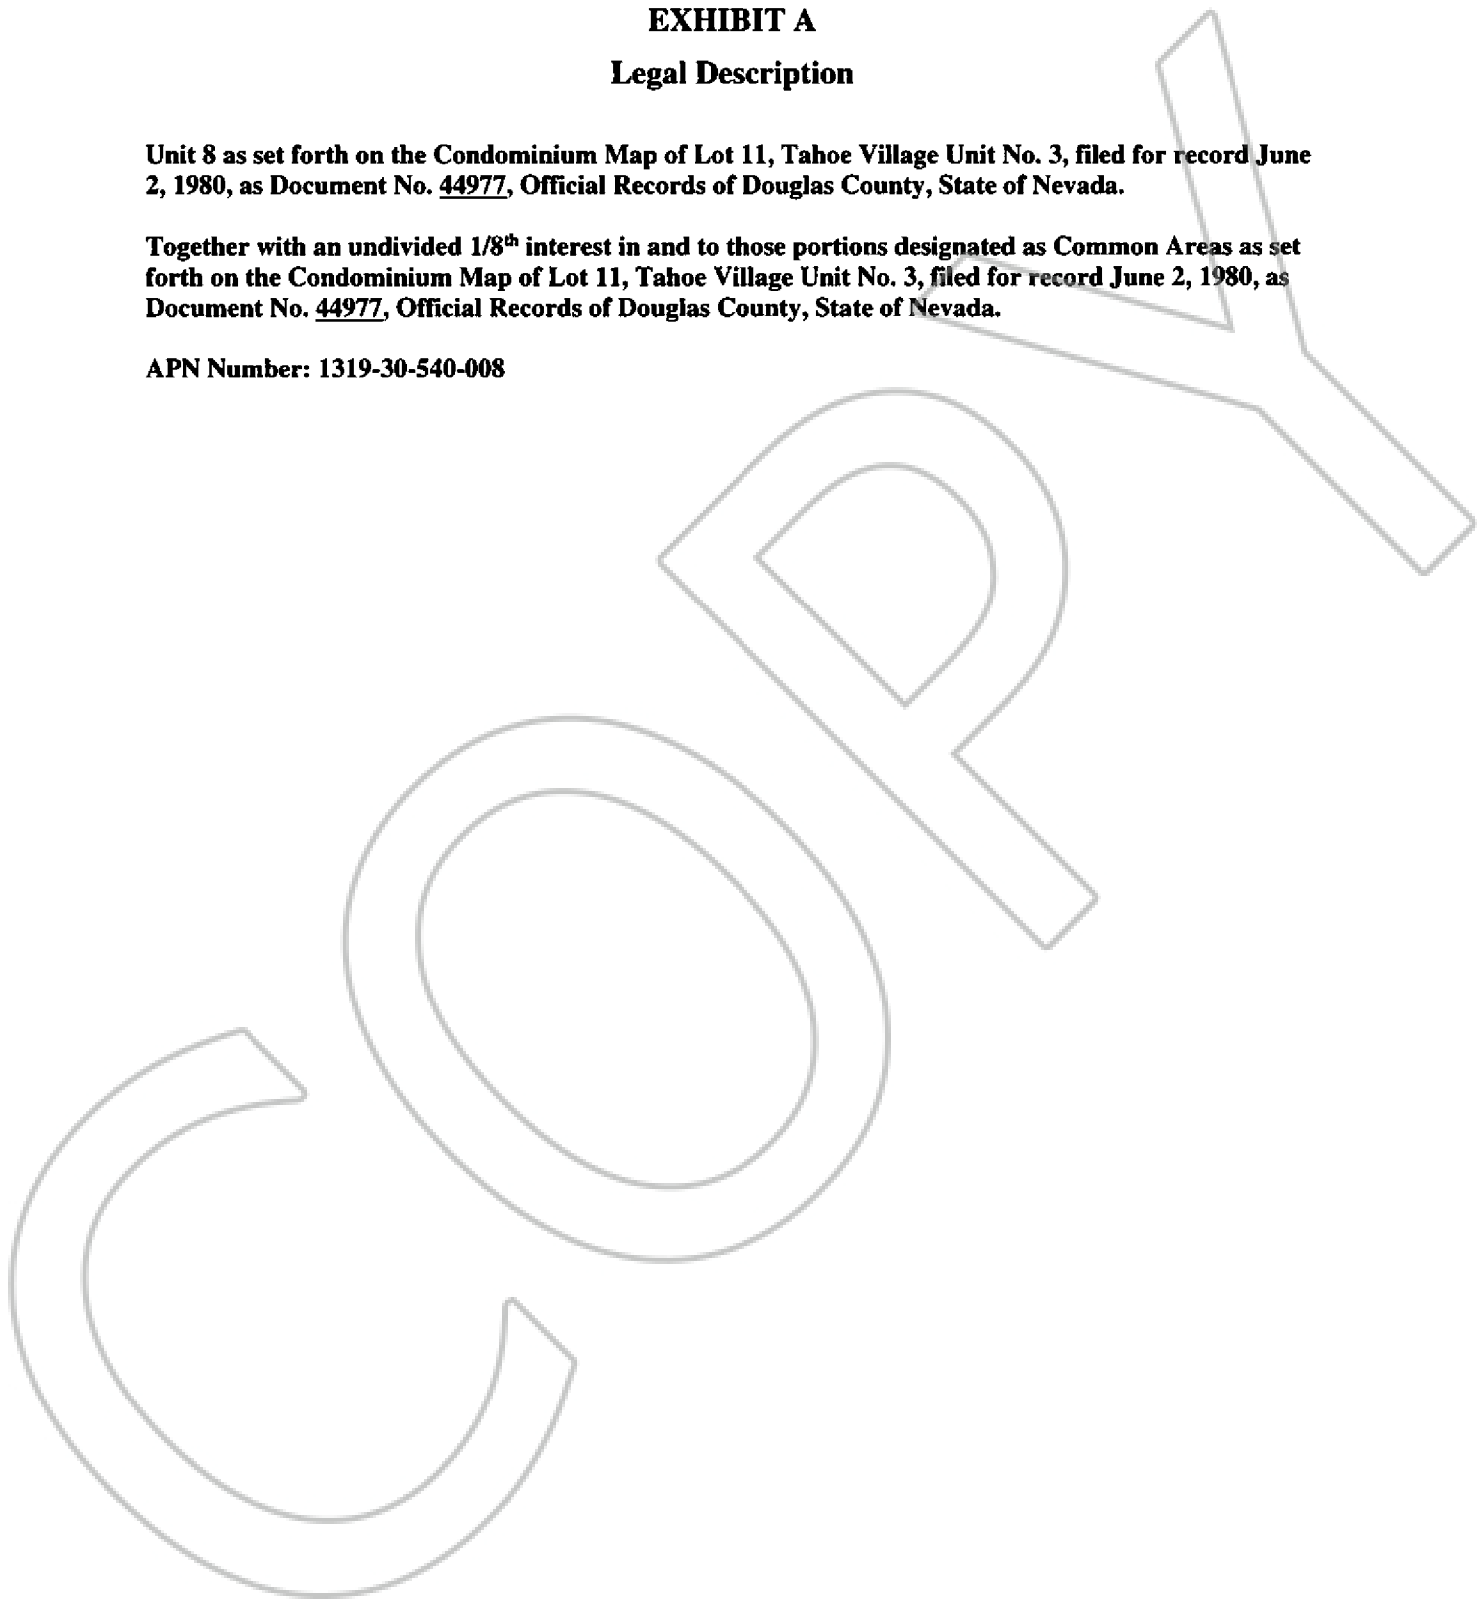 EXHIBIT A
Legal Description
Unit 8 as set forth on the Condominium Map of Lot 11, Tahoe Village Unit No. 3, filed for record June
2, 1980, as Document No. 44977, Official Records of Douglas County, State of Nevada.
Together with an undivided 1/8th interest in and to those portions designated as Common Areas as set
forth on the Condominium Map of Lot 11, Tahoe Village Unit No. 3, filed for record June 2, 1980, as
Document No. 44977, Official Records of Douglas County, State of Nevada.
APN Number: 1319-30-540-008
COPY